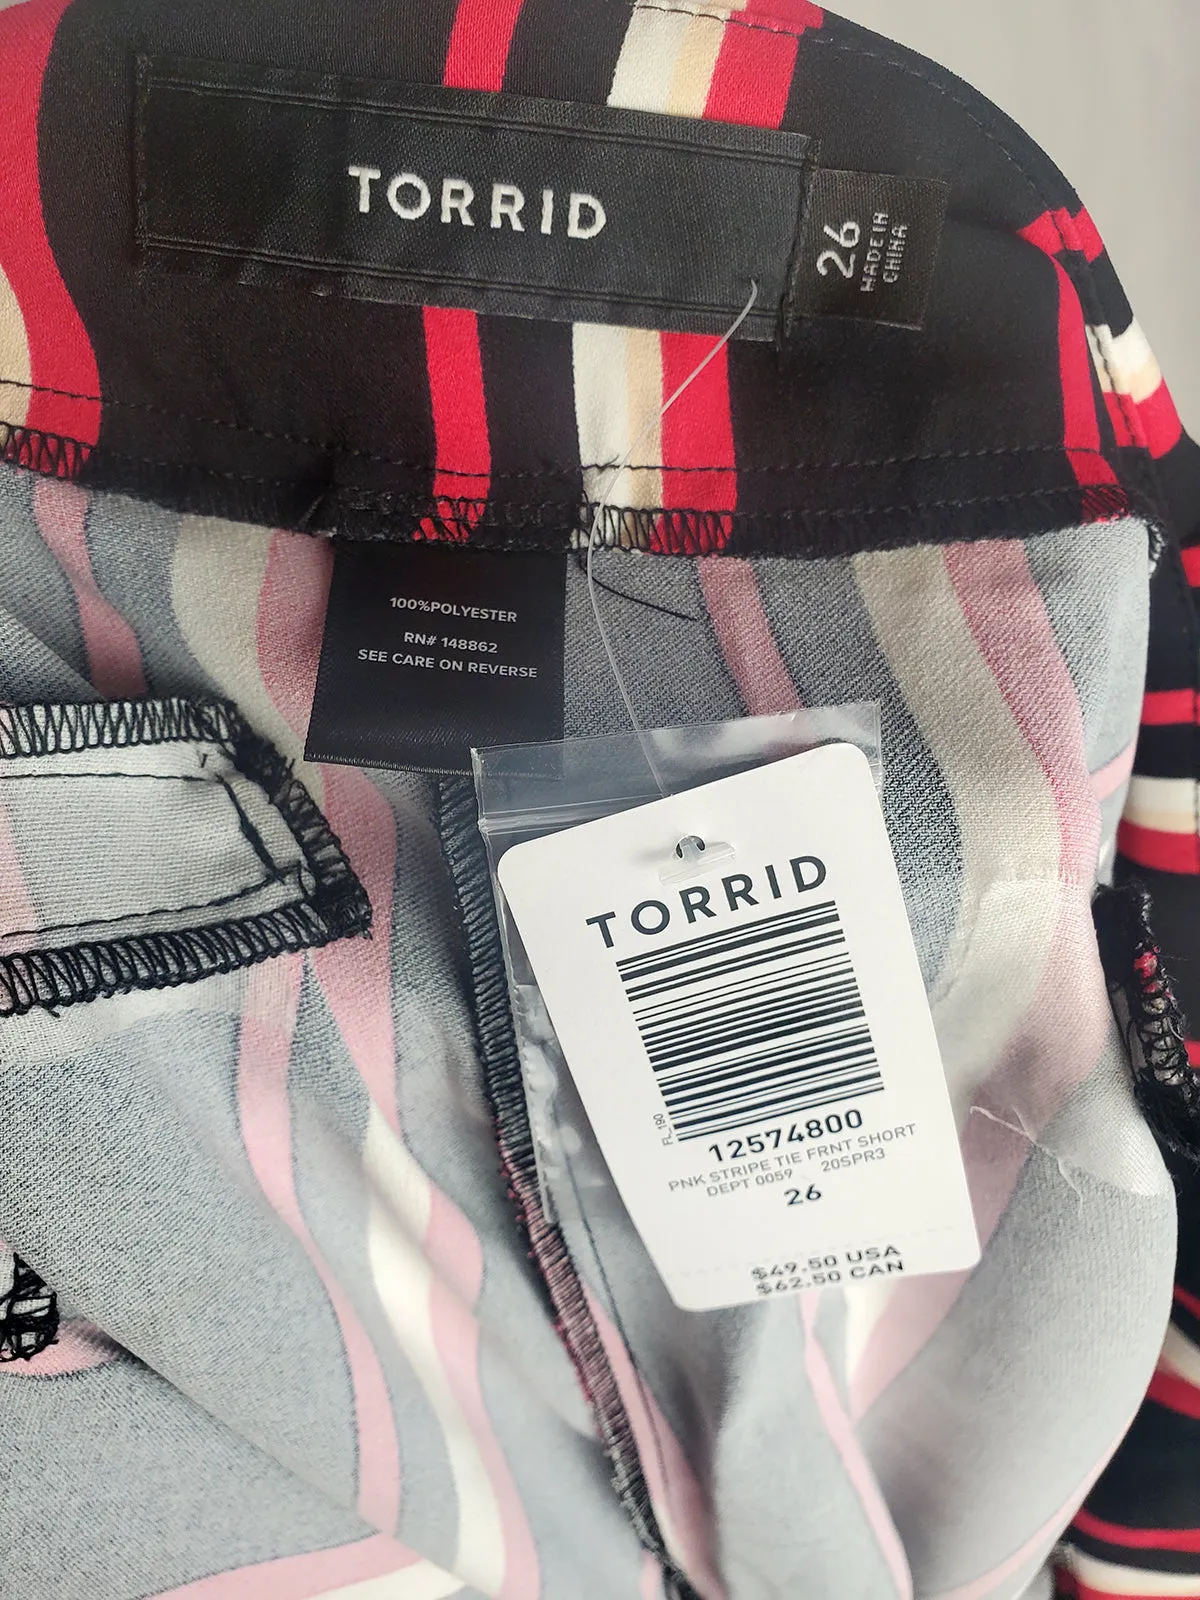 TORRID
26
MADE IN
CHINA
100%POLYESTER
RN# 148862
SEE CARE ON REVERSE
TORRID
FL_190
12574800
PNK STRIPE TIE FRNT SHORT
DEPT 0059 20SPR3
26
$49.50 USA
$62.50 CAN